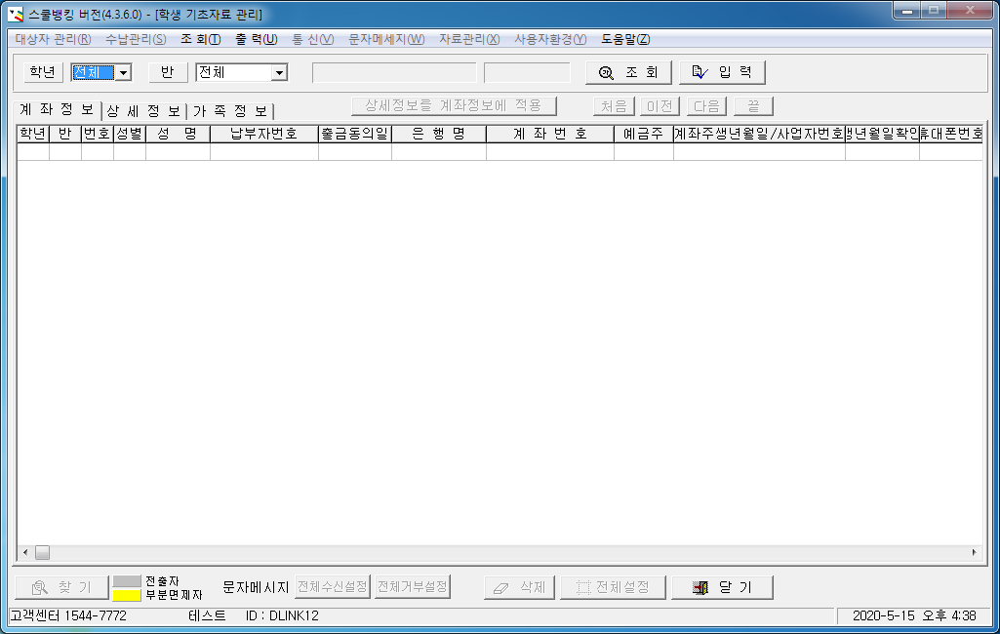 스쿨뱅킹 버전(4.3.6.0) - [학생 기초자료 관리]
대상자 관리(R) 수납관리(S) 조 회(T) 출 력(U) 통 신(V) 문자메세지(W) 자료관리(X) 사용자환경(Y) 도움말(Z)
학년 전체 반 전체 조 회 입 력
계 좌 정 보 상 세 정 보 가 족 정 보 상세정보를 계좌정보에 적용 처음 이전 다음 끝
학년 반 번호 성별 성 명 납부자번호 출금동의일 은 행 명 계 좌 번 호 예금주 계좌주생년월일/사업자번호 생년월일확인 휴대폰번호
찾 기 전출자
부분면제자 문자메시지 전체수신설정 전체거부설정 삭제 전체설정 닫 기
고객센터 1544-7772 테스트 ID : DLINK12 2020-5-15 오후 4:38